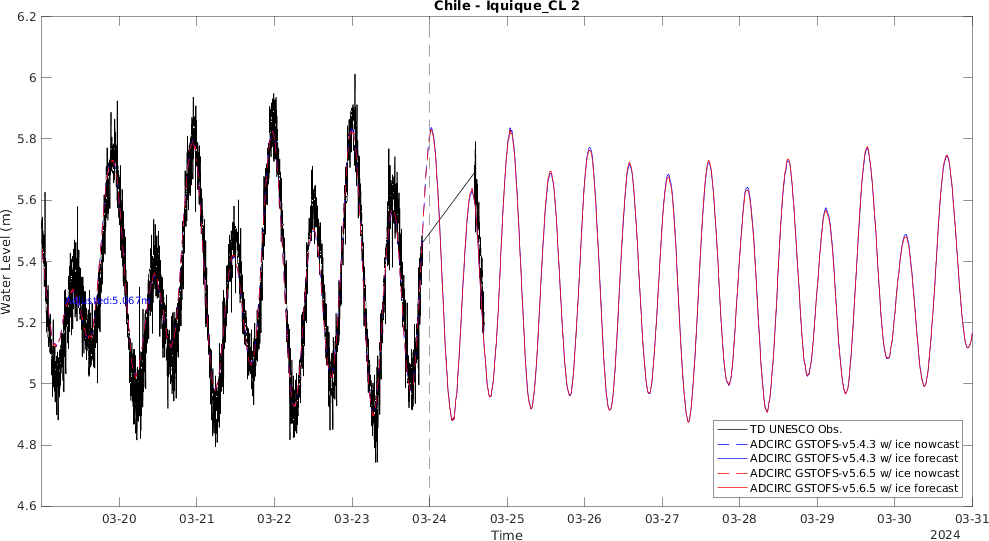 Chile - Iquique_CL 2
6.2
6
5.8
5.6
5.4
5.2
5
4.8
4.6
Water Level (m)
03-20
03-21
03-22
03-23
03-24
03-25
03-26
03-27
03-28
03-29
03-30
03-31
2024
Time
TD UNESCO Obs.
ADCIRC GSTOFS-v5.4.3 w/ ice nowcast
ADCIRC GSTOFS-v5.4.3 w/ ice forecast
ADCIRC GSTOFS-v5.6.5 w/ ice nowcast
ADCIRC GSTOFS-v5.6.5 w/ ice forecast